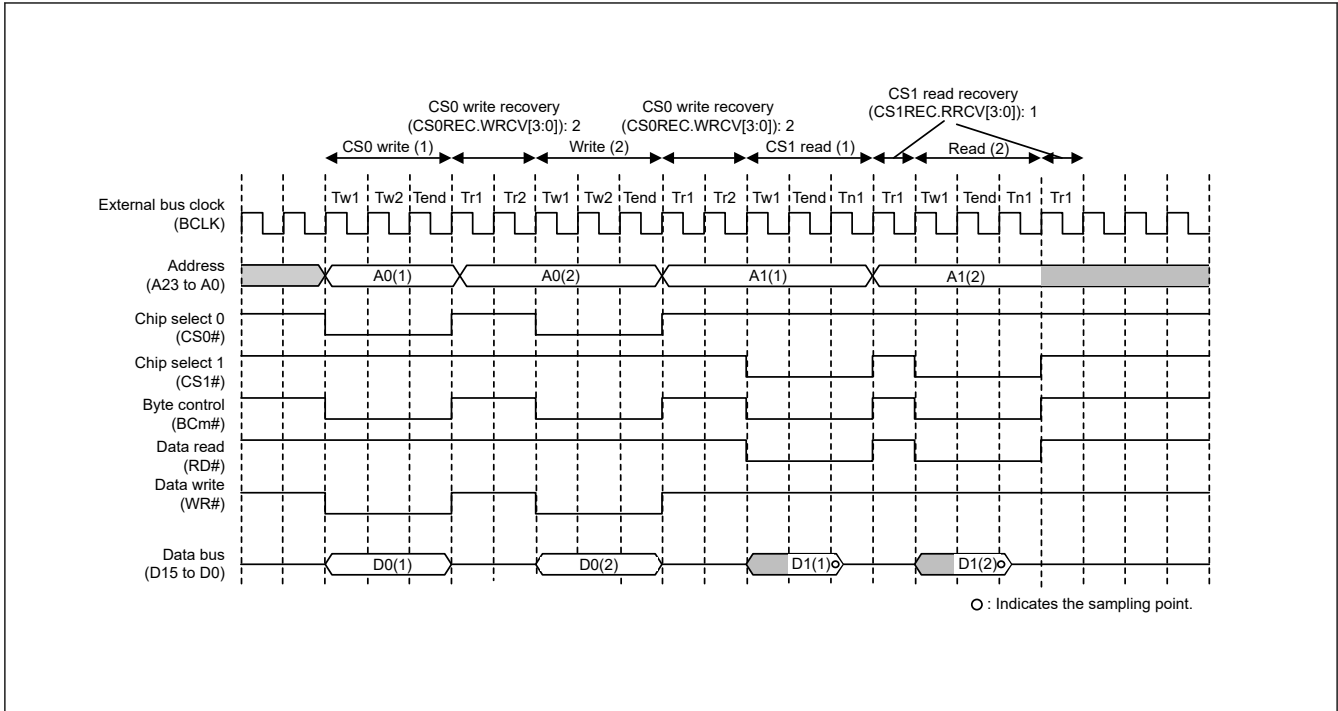 CS1 read recovery
(CS1REC.RRCV[3:0]): 1
CS0 write recovery
(CS0REC.WRCV[3:0]): 2
CS0 write recovery
(CS0REC.WRCV[3:0]): 2
CS0 write (1)
Write (2)
CS1 read (1)
Read (2)
Tw1 Tw2 Tend Tr1 Tr2 Tw1 Tw2 Tend Tr1 Tr2 Tw1 Tend Tn1 Tr1 Tw1 Tend Tn1 Tr1
External bus clock
(BCLK)
Address
(A23 to A0)
A0(1) A0(2) A1(1) A1(2)
Chip select 0
(CS0#)
Chip select 1
(CS1#)
Byte control
(BCm#)
Data read
(RD#)
Data write
(WR#)
Data bus
(D15 to D0)
D0(1) D0(2) D1(1) D1(2)
: Indicates the sampling point.